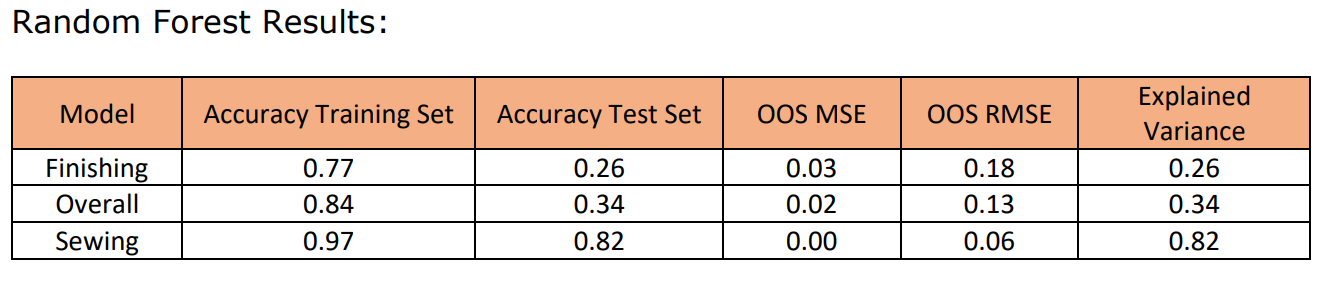 Random Forest Results:
Model Accuracy Training Set Accuracy Test Set OOS MSE OOS RMSE Explained Variance
Finishing 0.77 0.26 0.03 0.18 0.26
Overall 0.84 0.34 0.02 0.13 0.34
Sewing 0.97 0.82 0.00 0.06 0.82